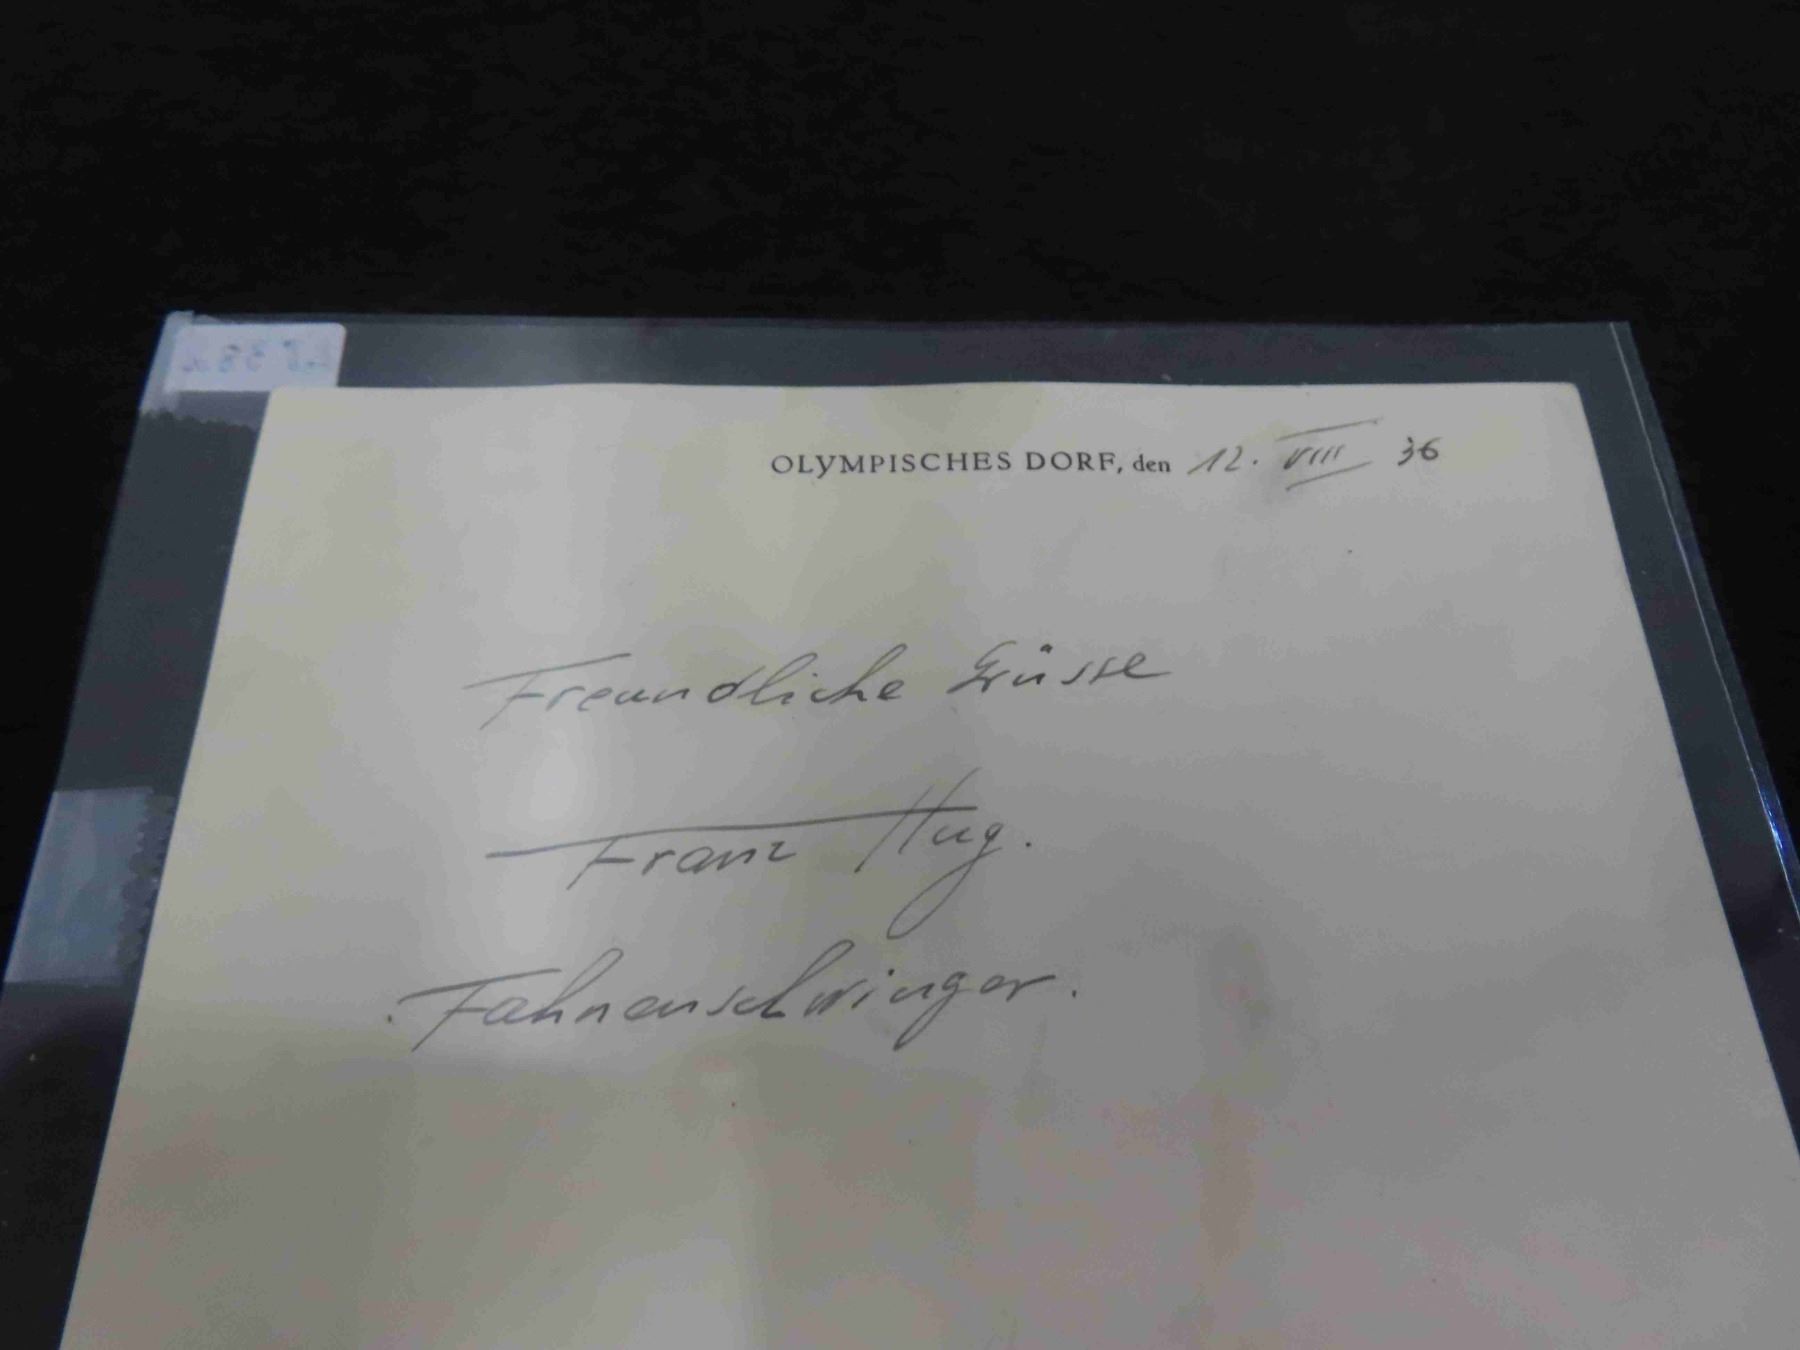 OLYMPISCHES DORF, den 12. VIII 36
Freundliche Grüsse
Franz Hug.
Fahnenschwinger.